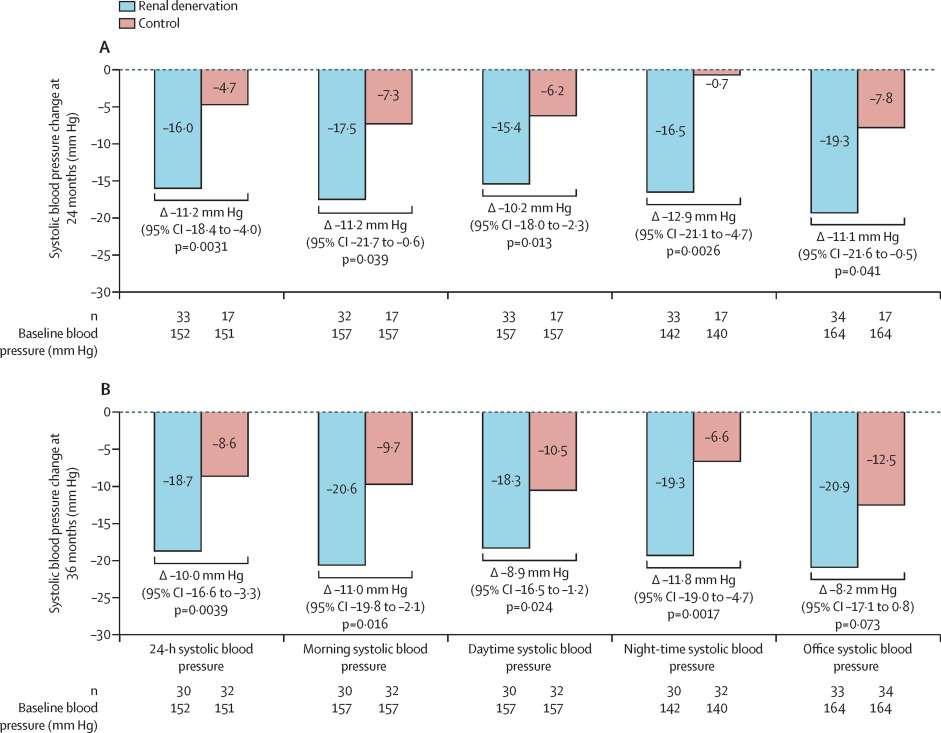 Renal denervation
Control
A
Systolic blood pressure change at
24 months (mm Hg)
0
–5
–10
–15
–20
–25
–30
–16·0
–4·7
–17·5
–7·3
–15·4
–6·2
–16·5
–0·7
–19·3
–7·8
Δ –11·2 mm Hg
(95% CI –18·4 to –4·0)
p=0·0031
Δ –11·2 mm Hg
(95% CI –21·7 to –0·6)
p=0·039
Δ –10·2 mm Hg
(95% CI –18·0 to –2·3)
p=0·013
Δ –12·9 mm Hg
(95% CI –21·1 to –4·7)
p=0·0026
Δ –11·1 mm Hg
(95% CI –21·6 to –0·5)
p=0·041
n 33 17 32 17 33 17 33 17 34 17
Baseline blood 152 151 157 157 157 157 142 140 164 164
pressure (mm Hg)
B
Systolic blood pressure change at
36 months (mm Hg)
0
–5
–10
–15
–20
–25
–30
–18·7
–8·6
–20·6
–9·7
–18·3
–10·5
–19·3
–6·6
–20·9
–12·5
Δ –10·0 mm Hg
(95% CI –16·6 to –3·3)
p=0·0039
Δ –11·0 mm Hg
(95% CI –19·8 to –2·1)
p=0·016
Δ –8·9 mm Hg
(95% CI –16·5 to –1·2)
p=0·024
Δ –11·8 mm Hg
(95% CI –19·0 to –4·7)
p=0·0017
Δ –8·2 mm Hg
(95% CI –17·1 to 0·8)
p=0·073
24-h systolic blood
pressure
Morning systolic blood
pressure
Daytime systolic blood
pressure
Night-time systolic blood
pressure
Office systolic blood
pressure
n 30 32 30 32 30 32 30 32 33 34
Baseline blood 152 151 157 157 157 157 142 140 164 164
pressure (mm Hg)